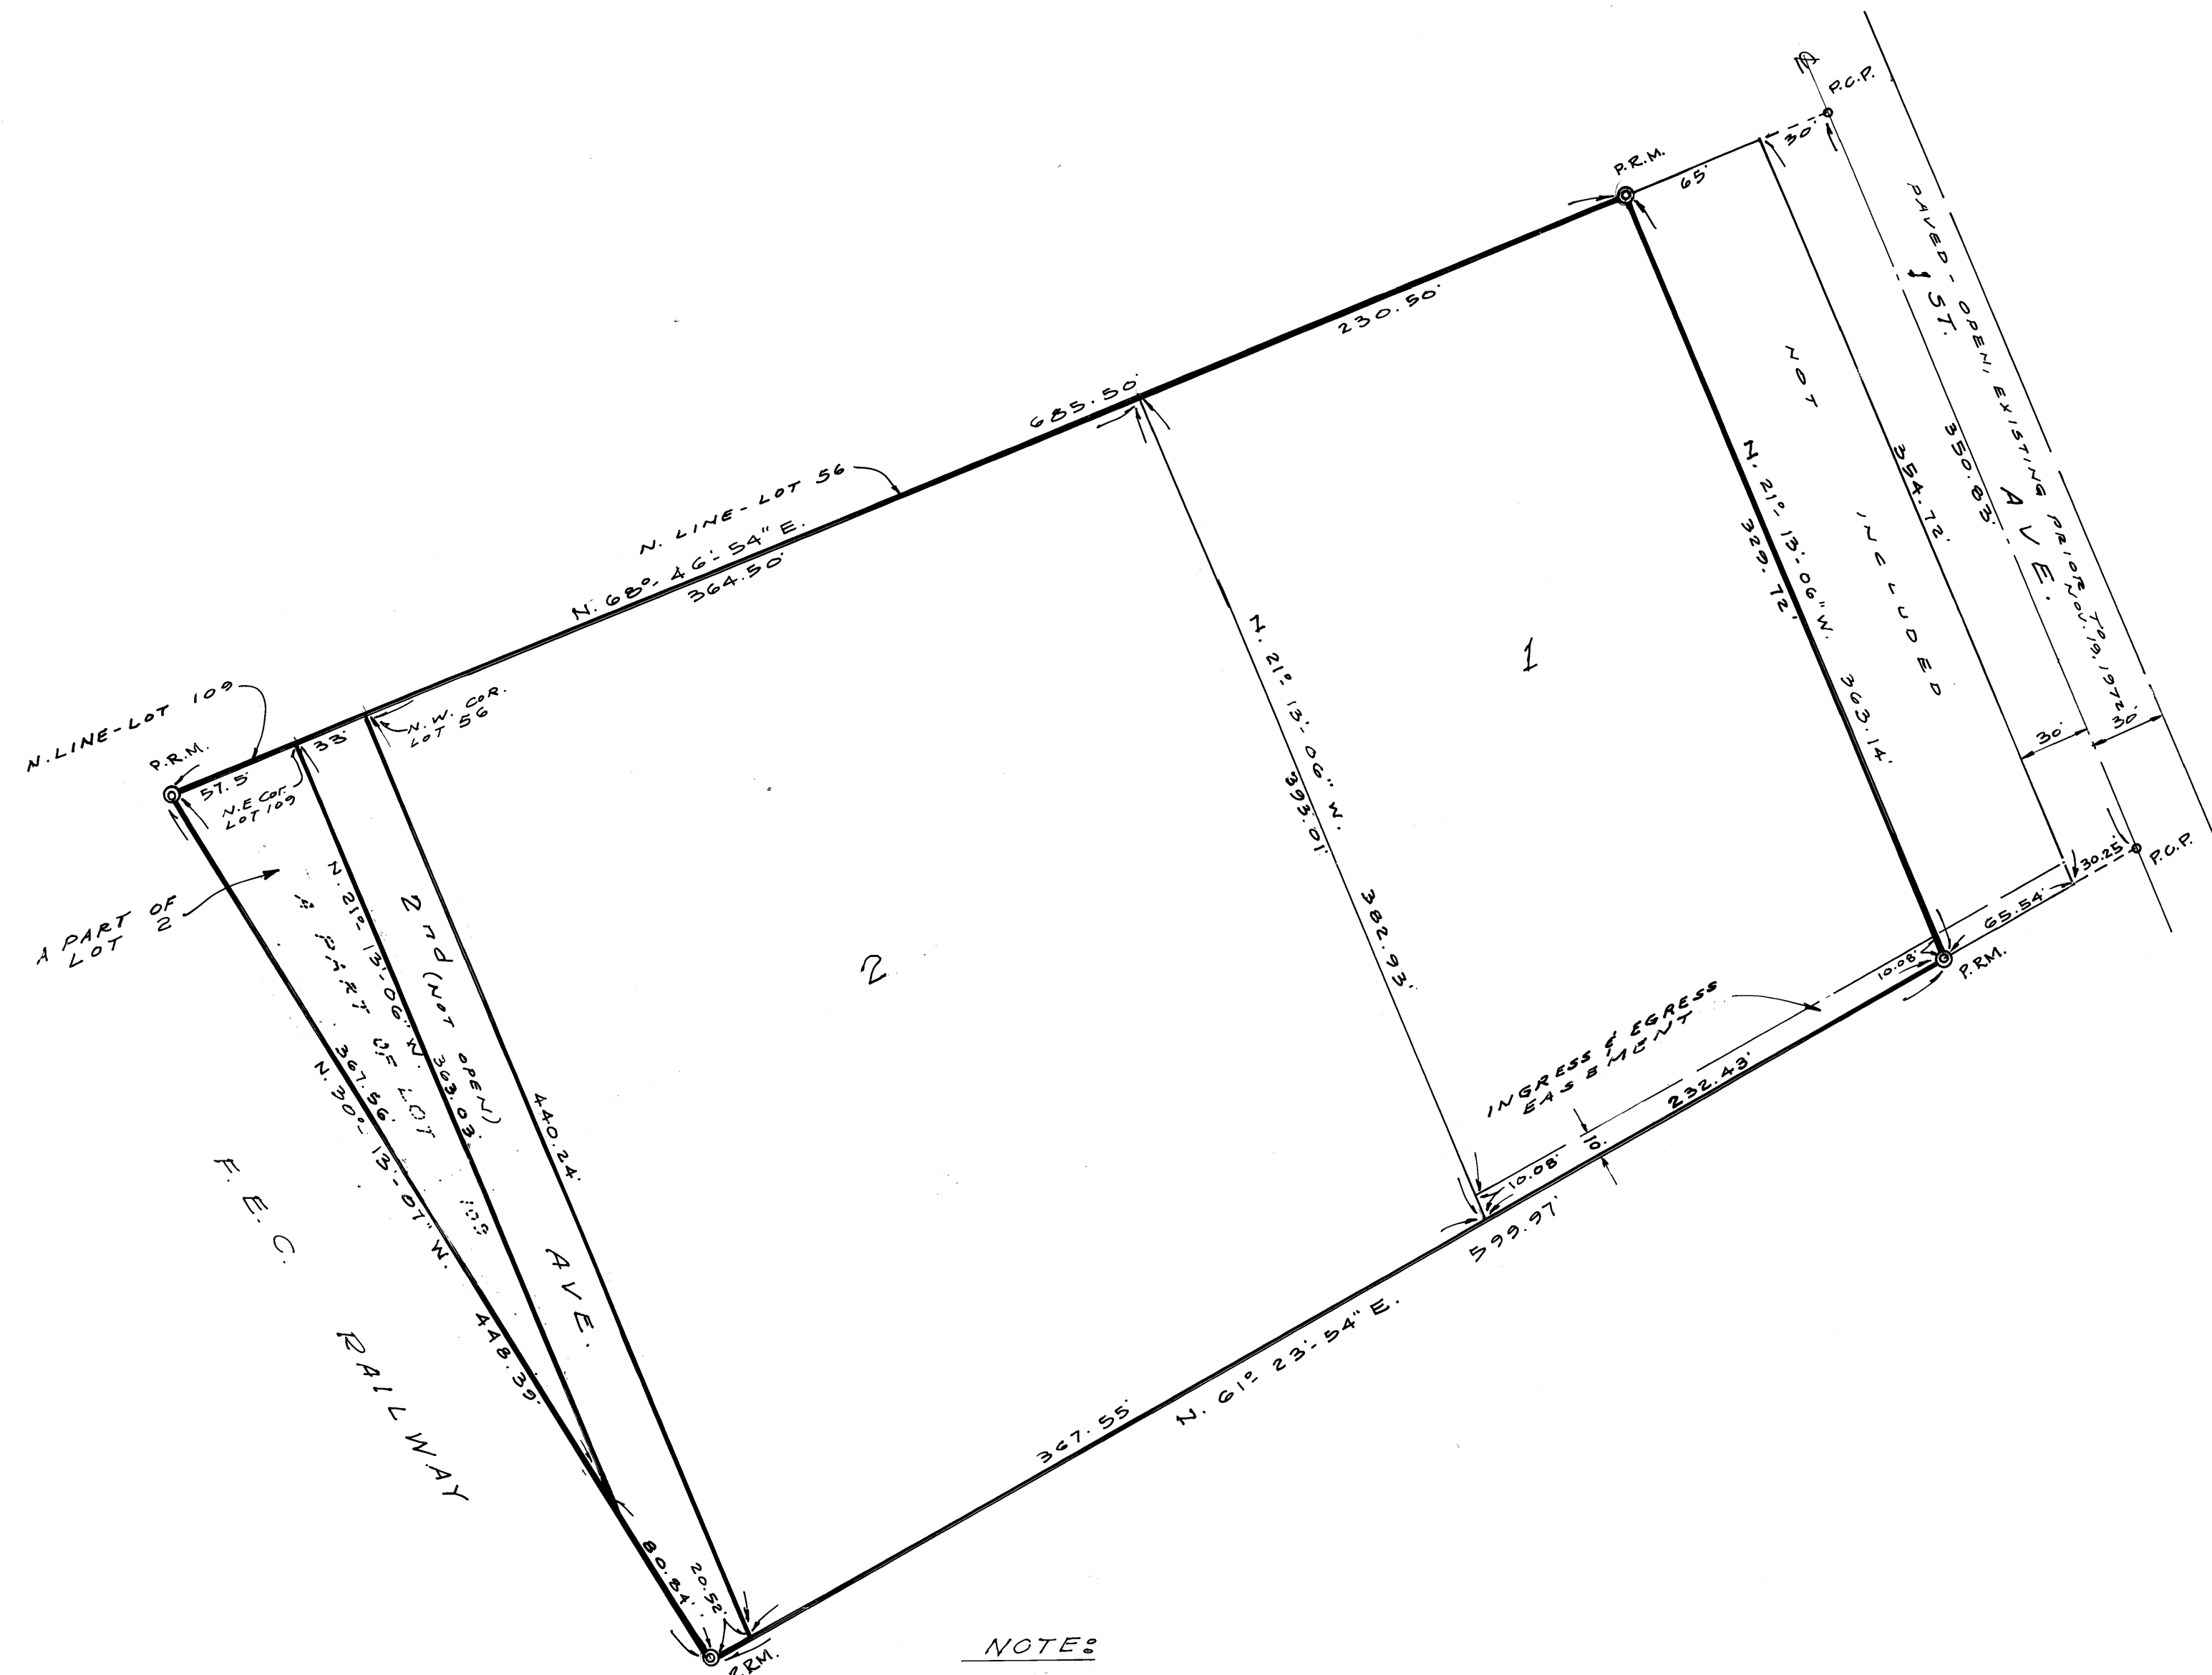 P.C.P.
30'
P.R.M.
65'
PAVED - OPEN, EXISTING PRIOR TO
NOV. 19, 1972
1 ST. AVE.
230.50'
685.50'
NOT INCLUDED
350.83'
354.72'
N. 21°- 13'- 06" W.
329.72'
363.14'
N. LINE - LOT 56
N. 68°- 46'- 54" E.
364.50'
1
N. 21°- 13'- 06" W.
393.01'
382.93'
N. LINE - LOT 109
P.R.M.
57.5'
33'
N.W. COR.
LOT 56
N.E COR.
LOT 109
30'
30'
30.25'
P.C.P.
65.54'
10.08'
P.RM.
A PART OF
LOT 2
N. 21°- 13'- 06" W.
363.03'
A PART OF LOT
2nd (NOT OPEN)
AVE.
440.24'
2
367.56'
N. 30°- 13'- 07" W.
448.39'
INGRESS & EGRESS
EASEMENT
232.43'
10.08'
10'
599.97'
N. 61°- 23'- 54" E.
367.55'
F. E. C. RAILWAY
80.84'
20.52'
P.RM.
NOTE: